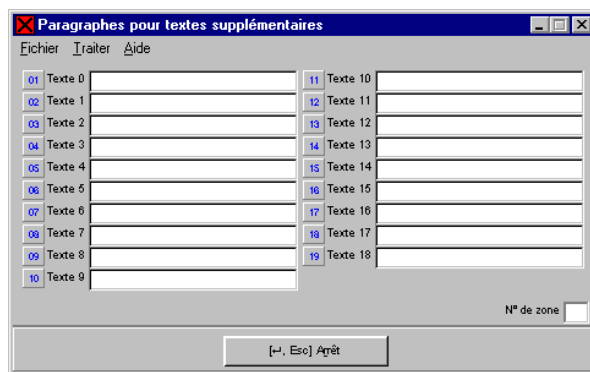 Paragraphes pour textes supplémentaires
Fichier Traiter Aide
01 Texte 0
02 Texte 1
03 Texte 2
04 Texte 3
05 Texte 4
06 Texte 5
07 Texte 6
08 Texte 7
09 Texte 8
10 Texte 9
11 Texte 10
12 Texte 11
13 Texte 12
14 Texte 13
15 Texte 14
16 Texte 15
17 Texte 16
18 Texte 17
19 Texte 18
N° de zone
[↵, Esc] Arrêt